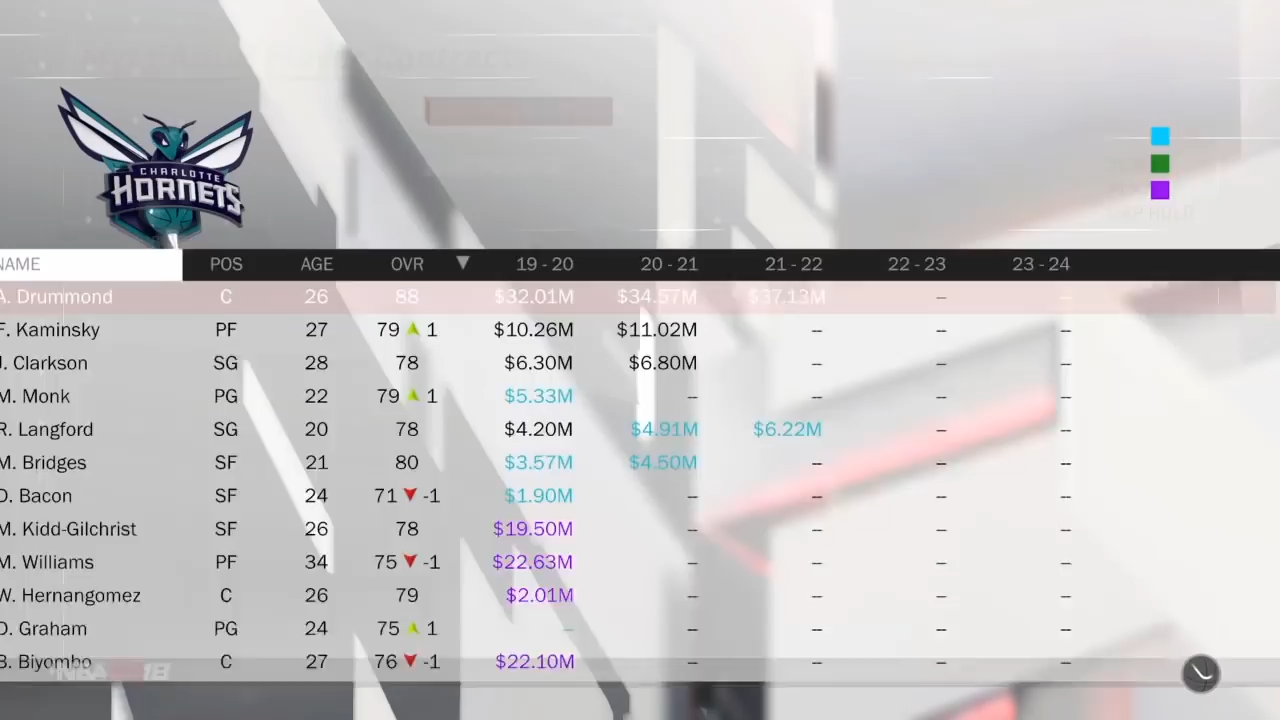 CHARLOTTE
HORNETS
NAME POS AGE OVR 19 - 20 20 - 21 21 - 22 22 - 23 23 - 24
A. Drummond C 26 88 $32.01M $34.57M $37.13M -- --
F. Kaminsky PF 27 79 1 $10.26M $11.02M -- -- --
J. Clarkson SG 28 78 $6.30M $6.80M -- -- --
M. Monk PG 22 79 1 $5.33M -- -- -- --
R. Langford SG 20 78 $4.20M $4.91M $6.22M -- --
M. Bridges SF 21 80 $3.57M $4.50M -- -- --
D. Bacon SF 24 71 -1 $1.90M -- -- -- --
M. Kidd-Gilchrist SF 26 78 $19.50M -- -- -- --
M. Williams PF 34 75 -1 $22.63M -- -- -- --
W. Hernangomez C 26 79 $2.01M -- -- -- --
D. Graham PG 24 75 1 -- -- -- -- --
B. Biyombo C 27 76 -1 $22.10M -- -- -- --
NBA 2K18